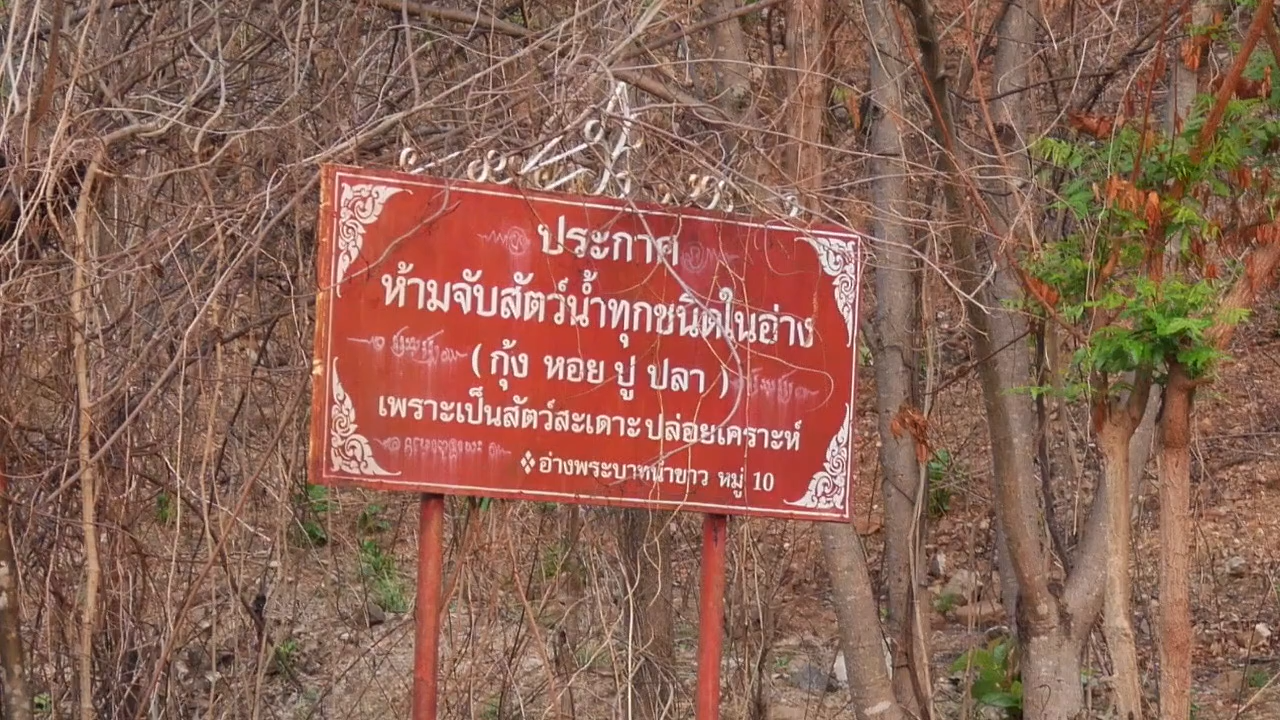 ประกาศ
ห้ามจับสัตว์น้ำทุกชนิดในอ่าง
( กุ้ง หอย ปู ปลา )
เพราะเป็นสัตว์สะเดาะปล่อยเคราะห์
อ่างพระบาทน้ำขาว หมู่ 10